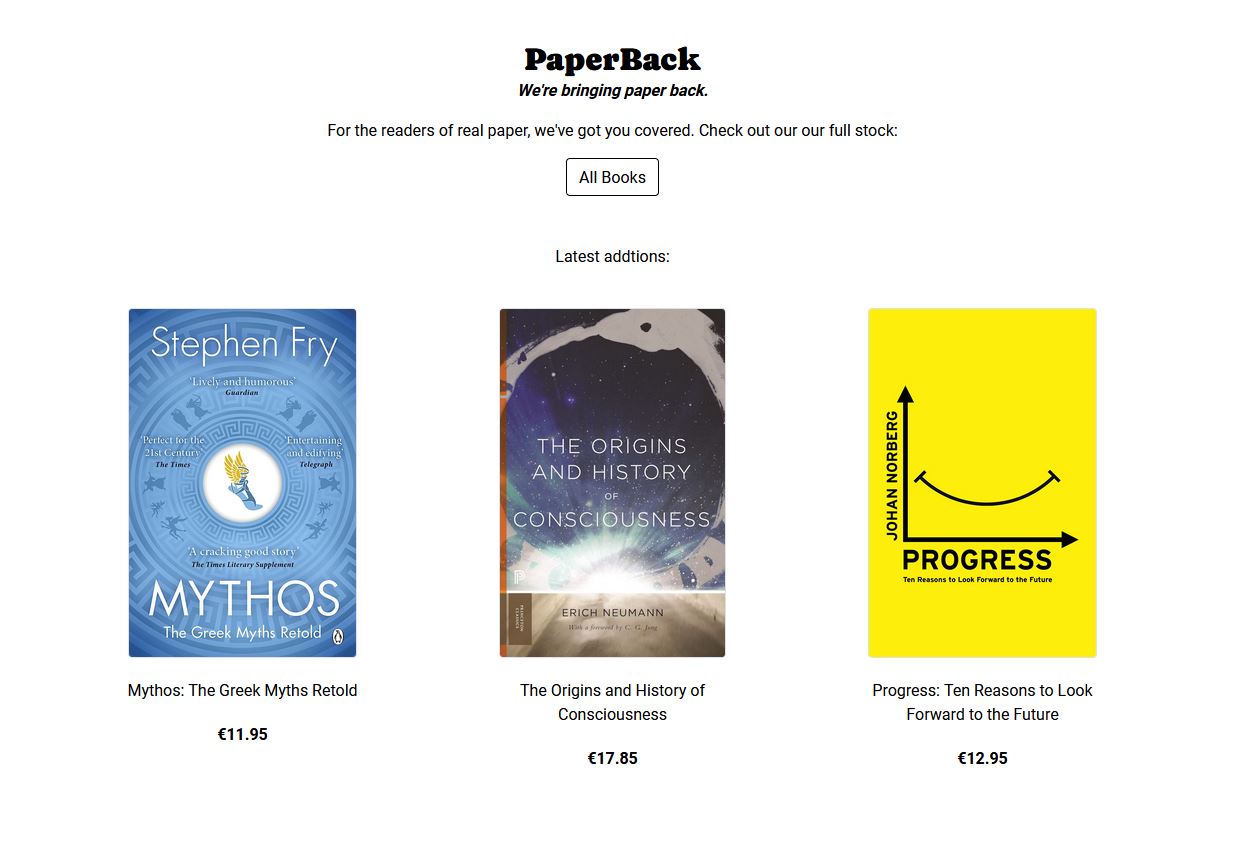 PaperBack
We're bringing paper back.
For the readers of real paper, we've got you covered. Check out our our full stock:
All Books
Latest addtions:
Stephen Fry
'Lively and humorous'
Guardian
'Perfect for the
21st Century'
The Times
'Entertaining
and edifying'
Telegraph
'A cracking good story'
The Times Literary Supplement
MYTHOS
The Greek Myths Retold
THE ORIGINS
AND HISTORY
OF
CONSCIOUSNESS
PRINCETON
CLASSICS
ERICH NEUMANN
With a foreword by C. G. Jung
JOHAN NORBERG
PROGRESS
Ten Reasons to Look Forward to the Future
Mythos: The Greek Myths Retold
€11.95
The Origins and History of
Consciousness
€17.85
Progress: Ten Reasons to Look
Forward to the Future
€12.95